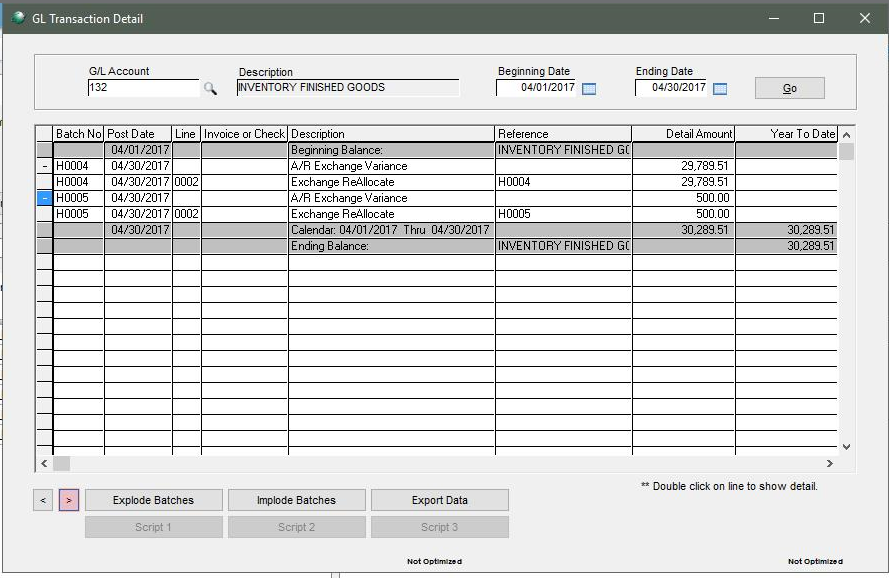 GL Transaction Detail
G/L Account Description Beginning Date Ending Date
132 INVENTORY FINISHED GOODS 04/01/2017 04/30/2017 Go
Batch No Post Date Line Invoice or Check Description Reference Detail Amount Year To Date
04/01/2017 Beginning Balance: INVENTORY FINISHED GO
- H0004 04/30/2017 A/R Exchange Variance 29,789.51
H0004 04/30/2017 0002 Exchange ReAllocate H0004 29,789.51
- H0005 04/30/2017 A/R Exchange Variance 500.00
H0005 04/30/2017 0002 Exchange ReAllocate H0005 500.00
04/30/2017 Calendar: 04/01/2017 Thru 04/30/2017 30,289.51 30,289.51
Ending Balance: INVENTORY FINISHED GO 30,289.51
** Double click on line to show detail.
< > Explode Batches Implode Batches Export Data
Script 1 Script 2 Script 3
Not Optimized Not Optimized